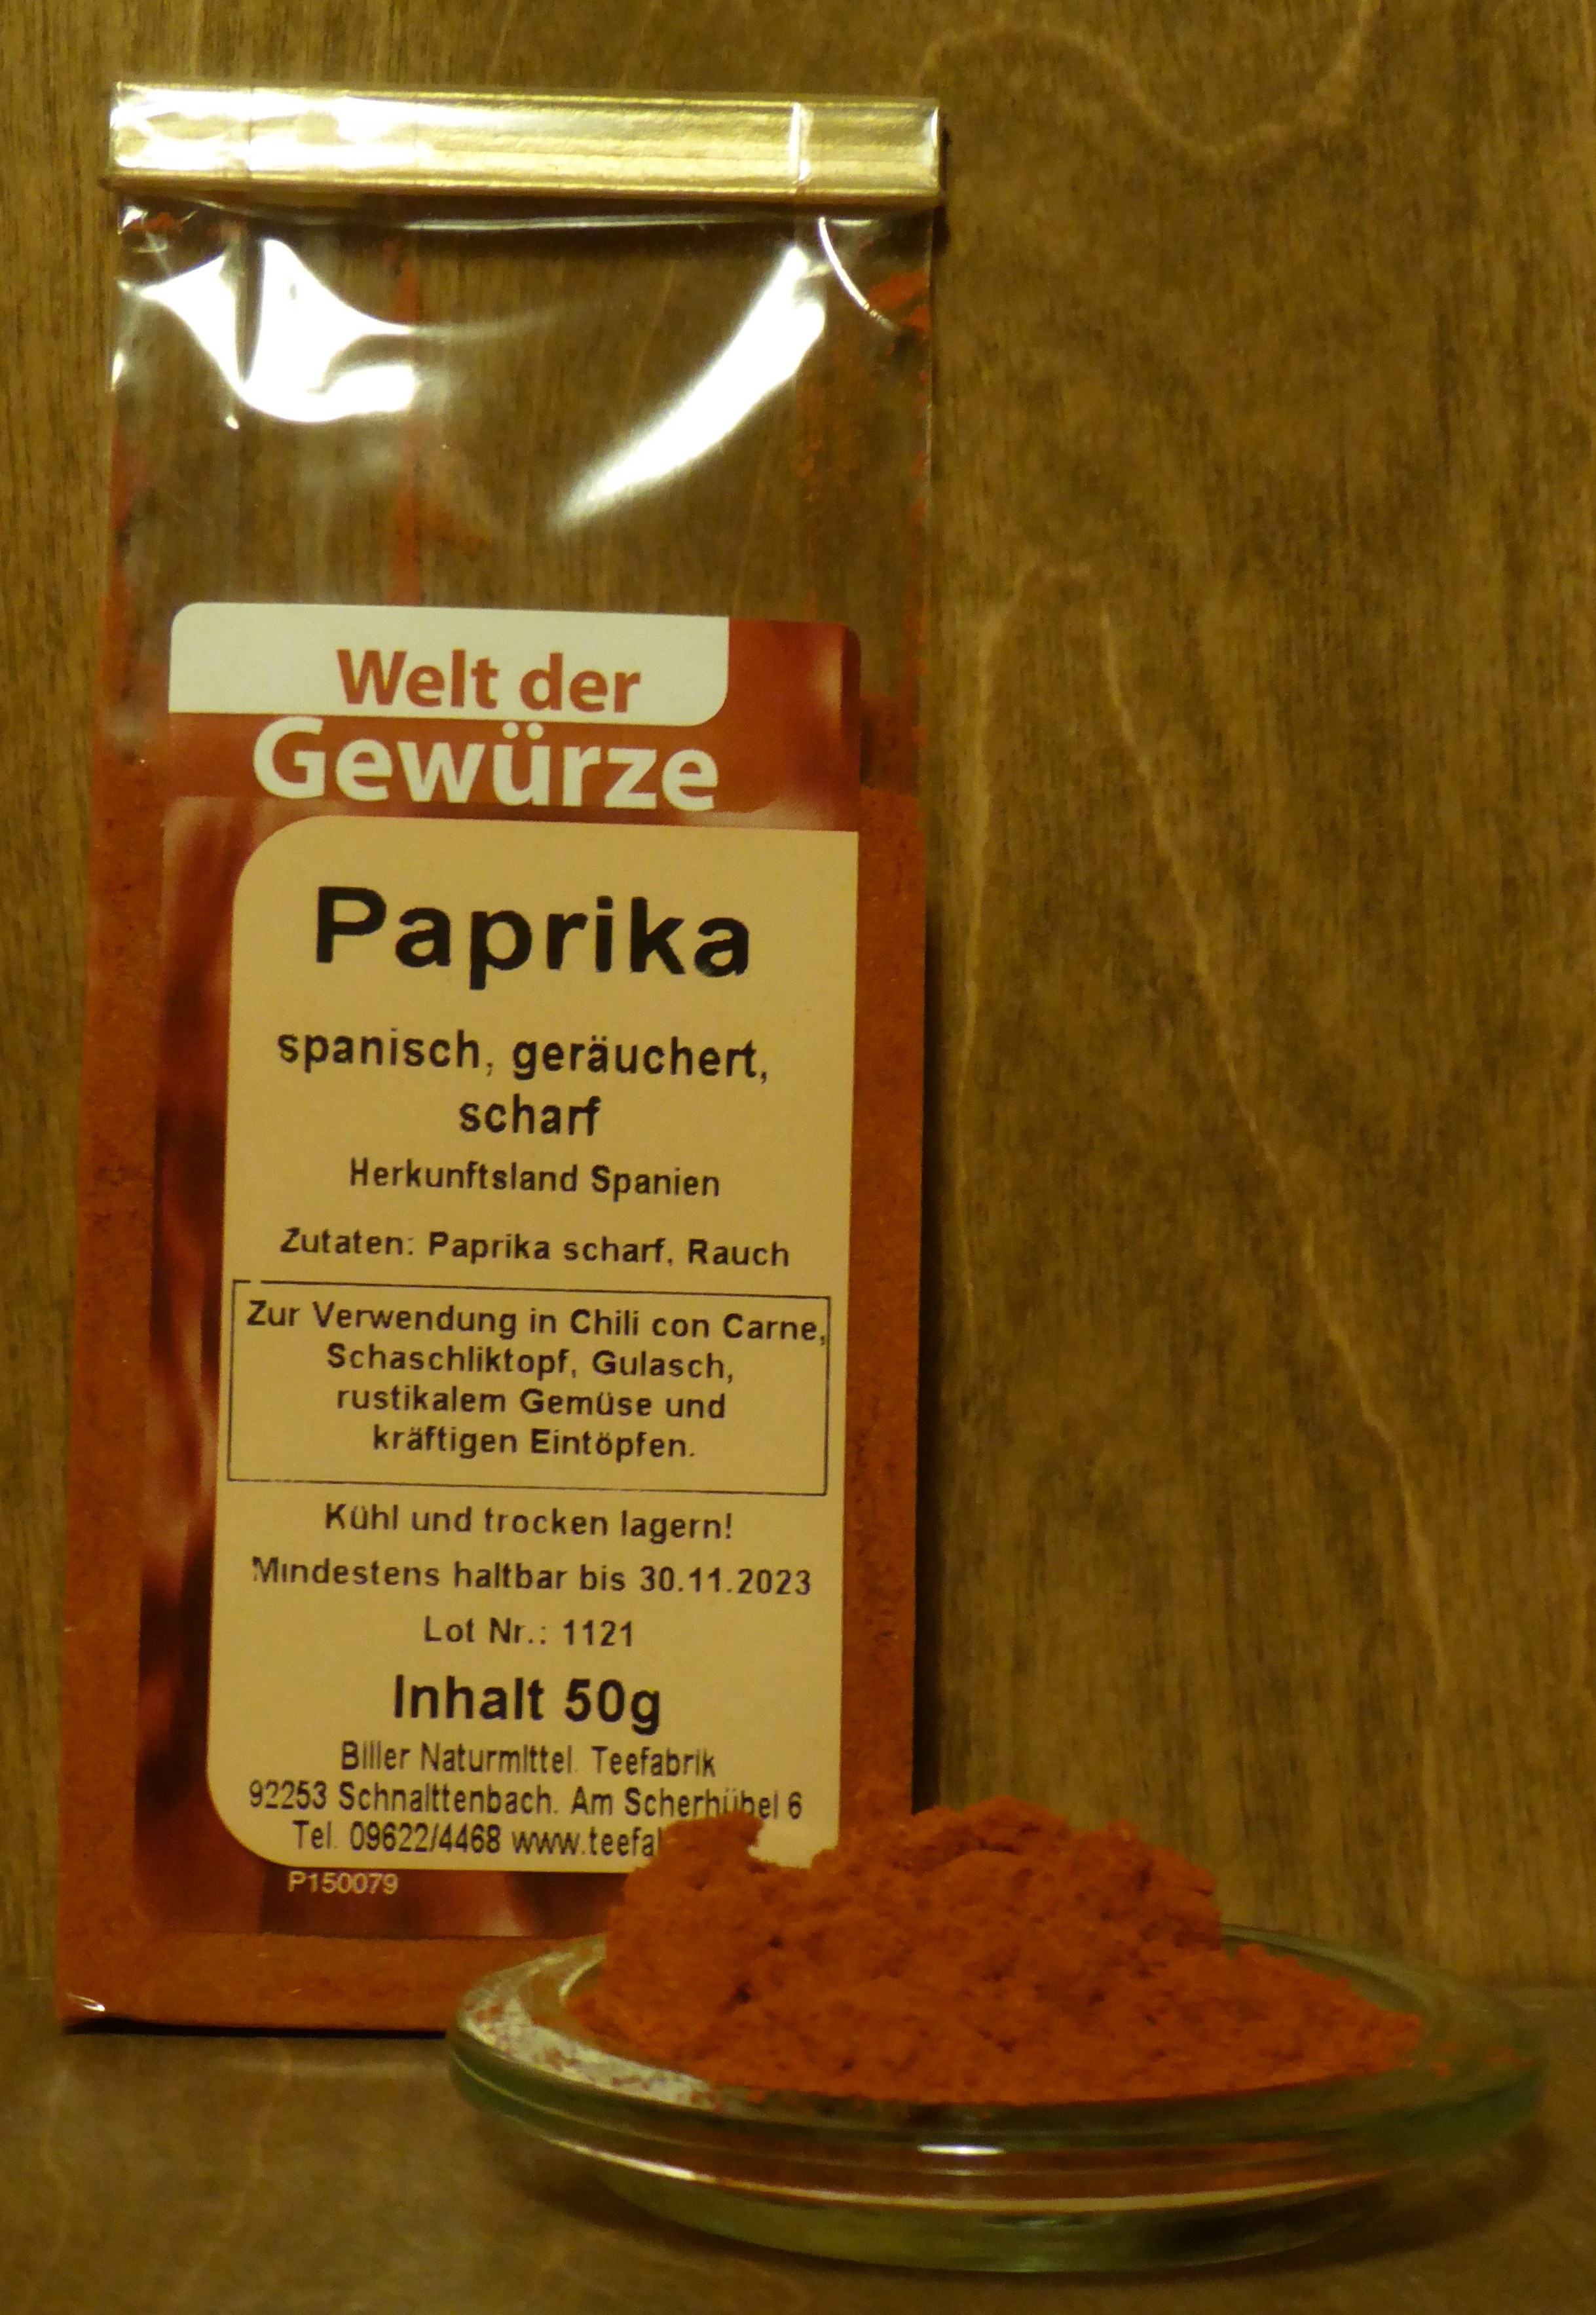 Welt der
Gewürze
Paprika
spanisch, geräuchert,
scharf
Herkunftsland Spanien
Zutaten: Paprika scharf, Rauch
Zur Verwendung in Chili con Carne,
Schaschliktopf, Gulasch,
rustikalem Gemüse und
kräftigen Eintöpfen.
Kühl und trocken lagern!
Mindestens haltbar bis 30.11.2023
Lot Nr.: 1121
Inhalt 50g
Biller Naturmittel. Teefabrik
92253 Schnaittenbach. Am Scherhübel 6
Tel. 09622/4468
P150079